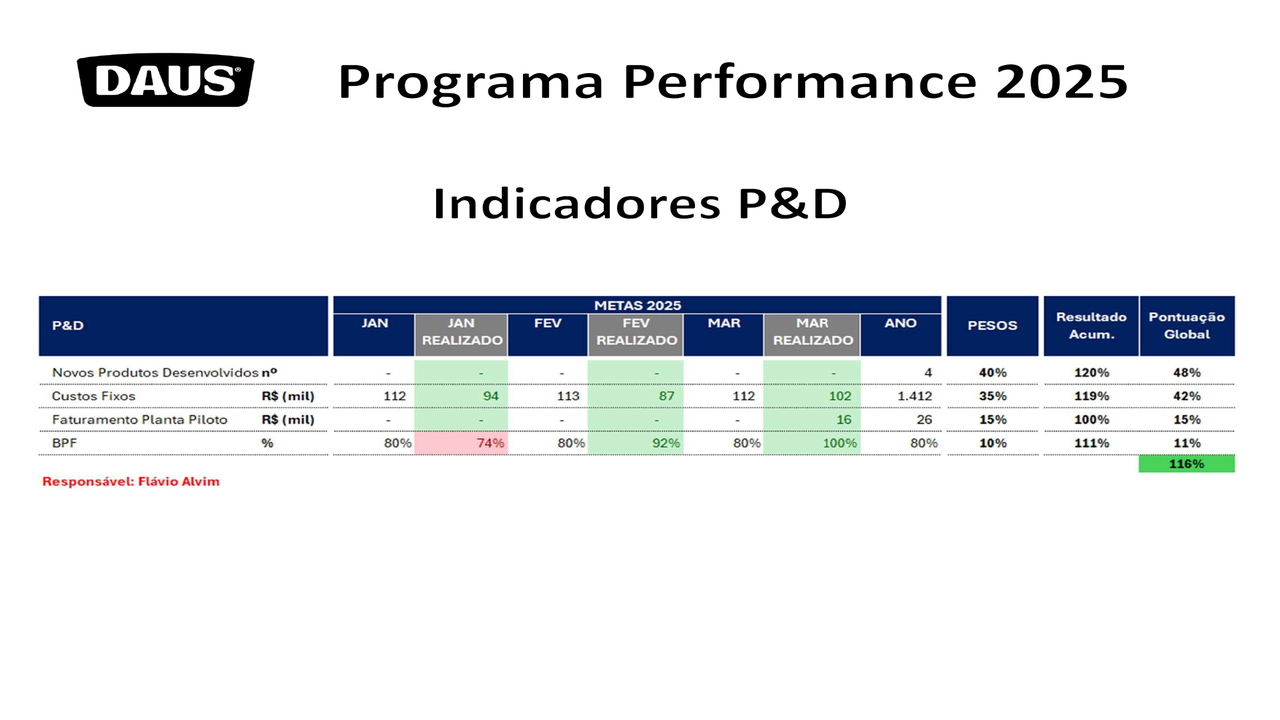 DAUS®
Programa Performance 2025
Indicadores P&D
P&D METAS 2025 PESOS Resultado Acum. Pontuação Global
JAN JAN REALIZADO FEV FEV REALIZADO MAR MAR REALIZADO ANO
Novos Produtos Desenvolvidos nº - - - - - - 4 40% 120% 48%
Custos Fixos R$ (mil) 112 94 113 87 112 102 1.412 35% 119% 42%
Faturamento Planta Piloto R$ (mil) - - - - - 16 26 15% 100% 15%
BPF % 80% 74% 80% 92% 80% 100% 80% 10% 111% 11%
116%
Responsável: Flávio Alvim